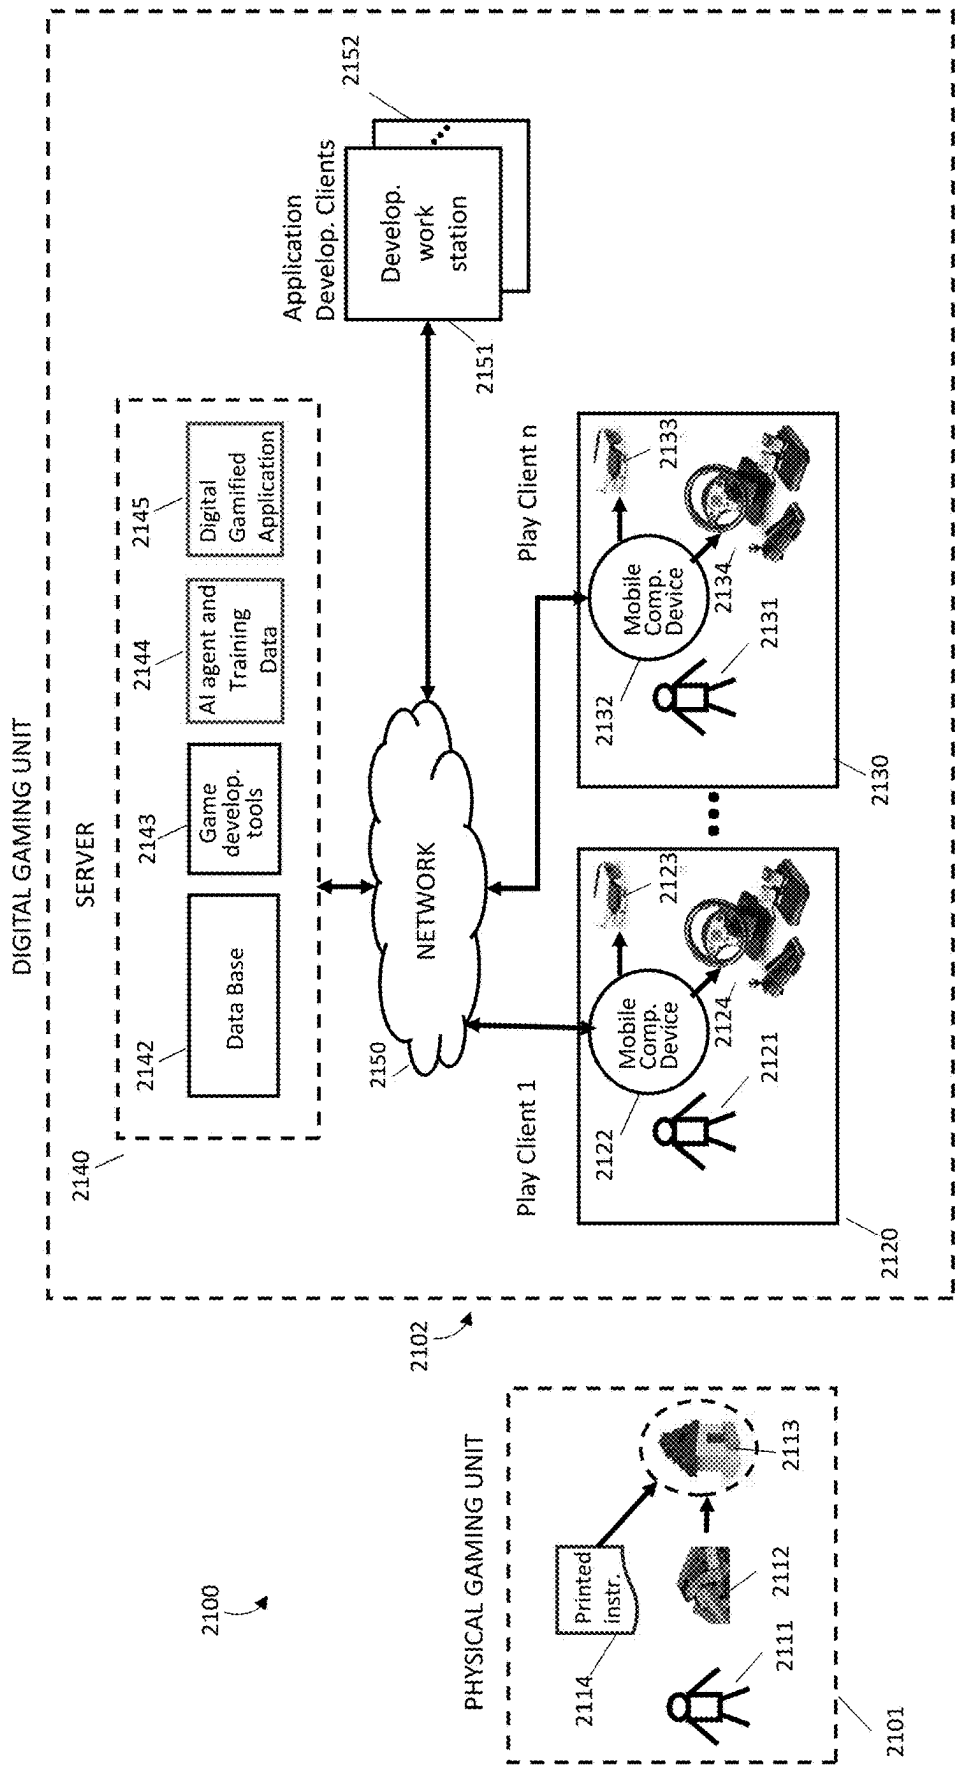 2100
PHYSICAL GAMING UNIT
Printed
instr.
2114
2111
2112
2113
2101
2102
DIGITAL GAMING UNIT
SERVER
2140
2142
2143
2144
2145
Data Base
Game
develop.
tools
AI agent and
Training
Data
Digital
Gamified
Application
NETWORK
2150
Application
Develop. Clients
2152
Develop.
work
station
2151
Play Client 1
Mobile
Comp.
Device
2122
2121
2124
2123
2120
Play Client n
Mobile
Comp.
Device
2132
2131
2134
2133
2130